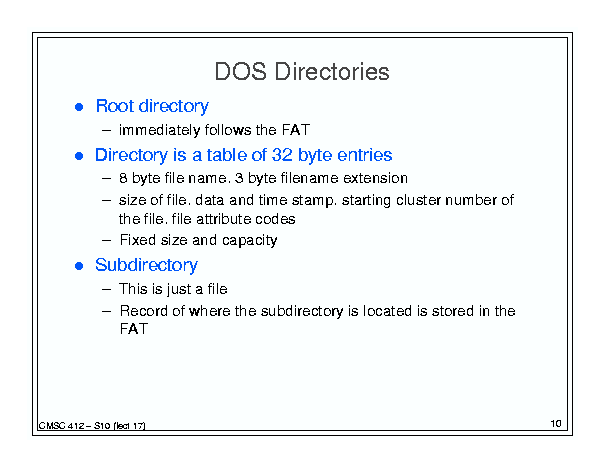 DOS Directories
● Root directory
– immediately follows the FAT
● Directory is a table of 32 byte entries
– 8 byte file name, 3 byte filename extension
– size of file, data and time stamp, starting cluster number of
the file, file attribute codes
– Fixed size and capacity
● Subdirectory
– This is just a file
– Record of where the subdirectory is located is stored in the
FAT
CMSC 412 – S10 (lect 17)
10